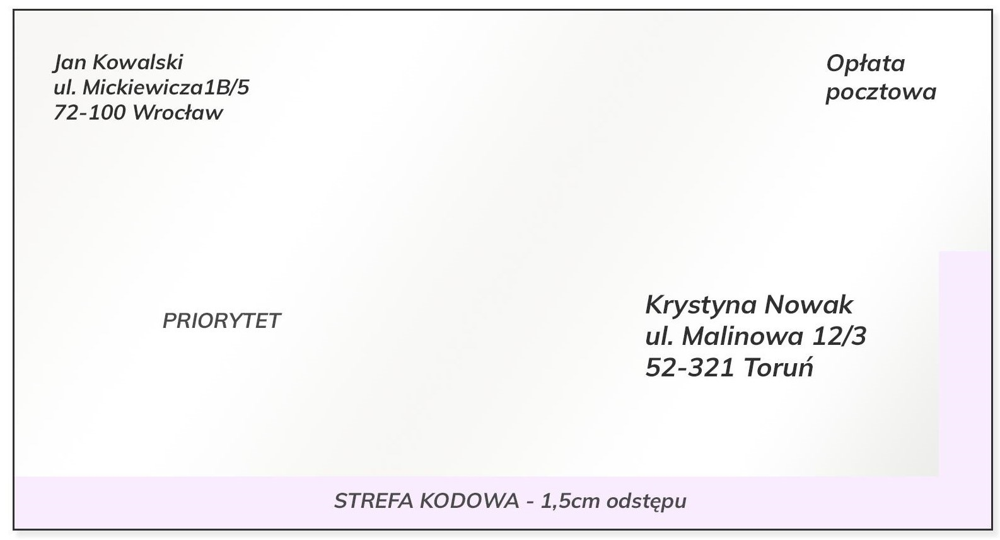 Jan Kowalski
ul. Mickiewicza1B/5
72-100 Wrocław
Opłata
pocztowa
PRIORYTET
Krystyna Nowak
ul. Malinowa 12/3
52-321 Toruń
STREFA KODOWA - 1,5cm odstępu